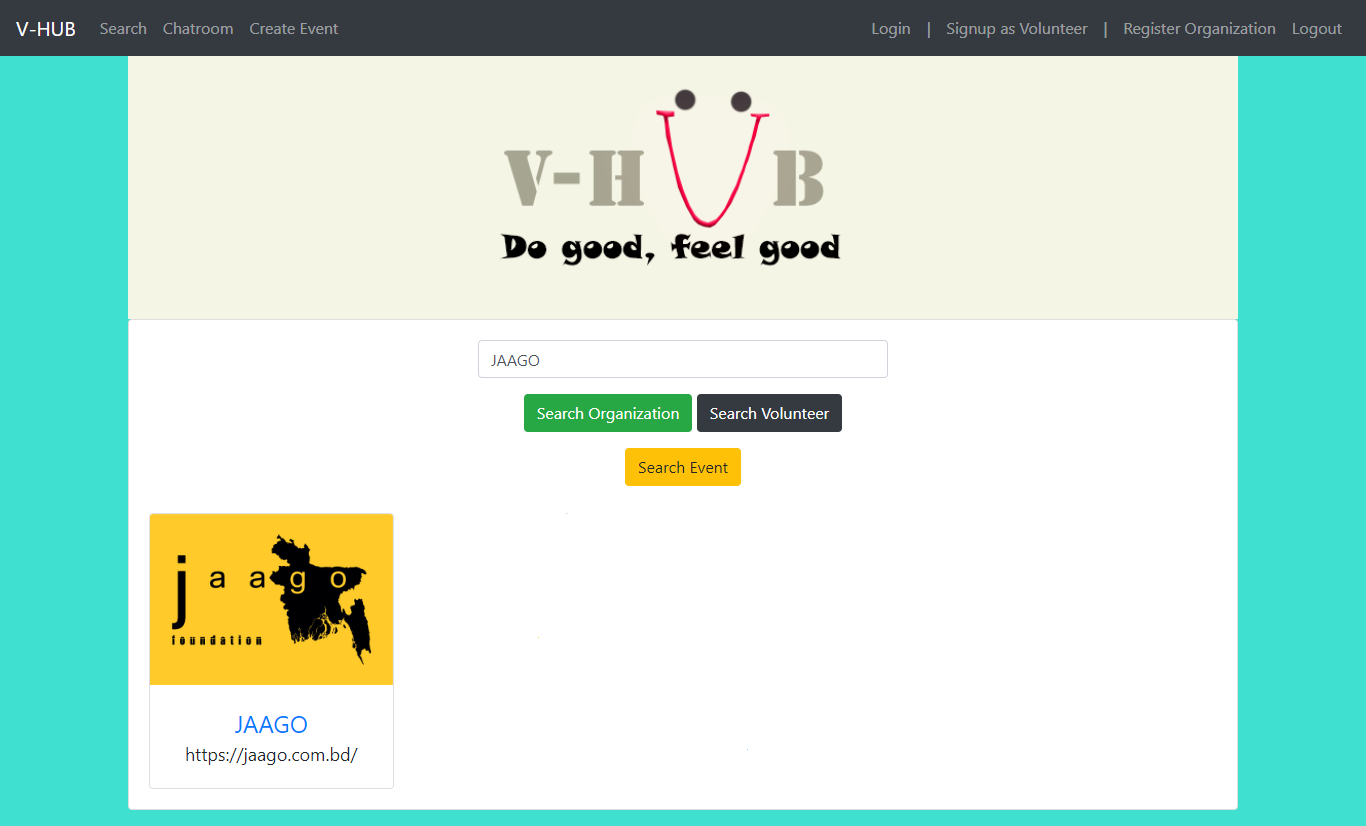 V-HUB Search Chatroom Create Event Login | Signup as Volunteer | Register Organization Logout
V-HUB
Do good, feel good
JAAGO
Search Organization Search Volunteer
Search Event
jaago
foundation
JAAGO
https://jaago.com.bd/